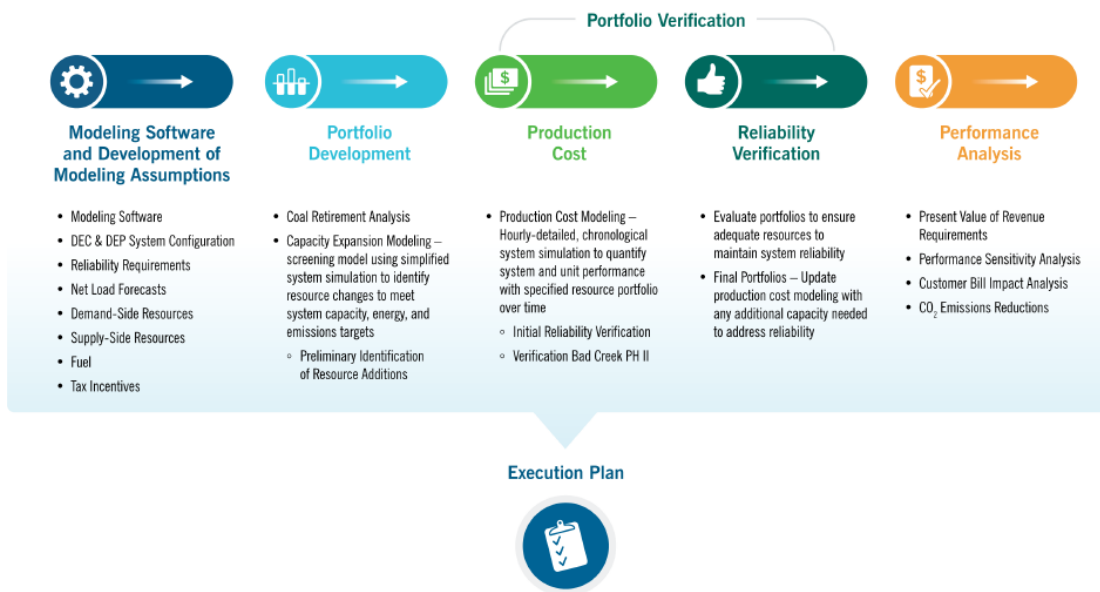 Portfolio Verification
$
$
Modeling Software
and Development of
Modeling Assumptions
• Modeling Software
• DEC & DEP System Configuration
• Reliability Requirements
• Net Load Forecasts
• Demand-Side Resources
• Supply-Side Resources
• Fuel
• Tax Incentives
Portfolio
Development
• Coal Retirement Analysis
• Capacity Expansion Modeling –
screening model using simplified
system simulation to identify
resource changes to meet
system capacity, energy, and
emissions targets
◦ Preliminary Identification
of Resource Additions
Production
Cost
• Production Cost Modeling –
Hourly-detailed, chronological
system simulation to quantify
system and unit performance
with specified resource portfolio
over time
◦ Initial Reliability Verification
◦ Verification Bad Creek PH II
Reliability
Verification
• Evaluate portfolios to ensure
adequate resources to
maintain system reliability
• Final Portfolios – Update
production cost modeling with
any additional capacity needed
to address reliability
Performance
Analysis
• Present Value of Revenue
Requirements
• Performance Sensitivity Analysis
• Customer Bill Impact Analysis
• CO₂ Emissions Reductions
Execution Plan